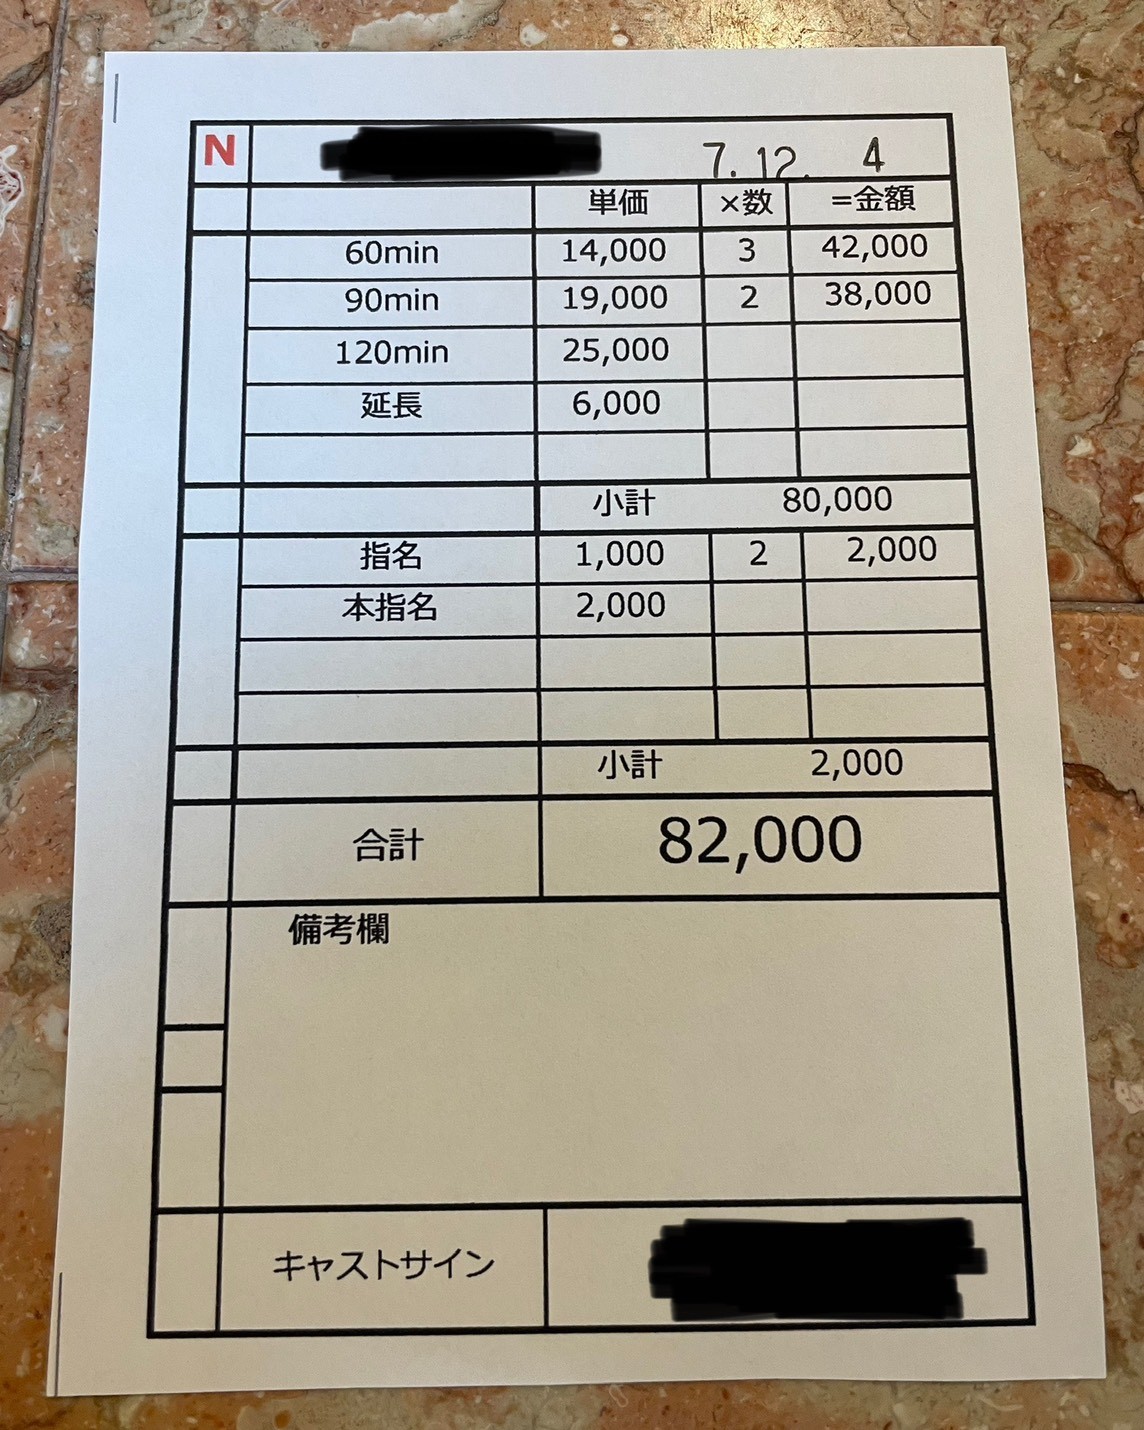 N 7.12. 4
単価 ×数 =金額
60min 14,000 3 42,000
90min 19,000 2 38,000
120min 25,000
延長 6,000
小計 80,000
指名 1,000 2 2,000
本指名 2,000
小計 2,000
合計 82,000
備考欄
キャストサイン